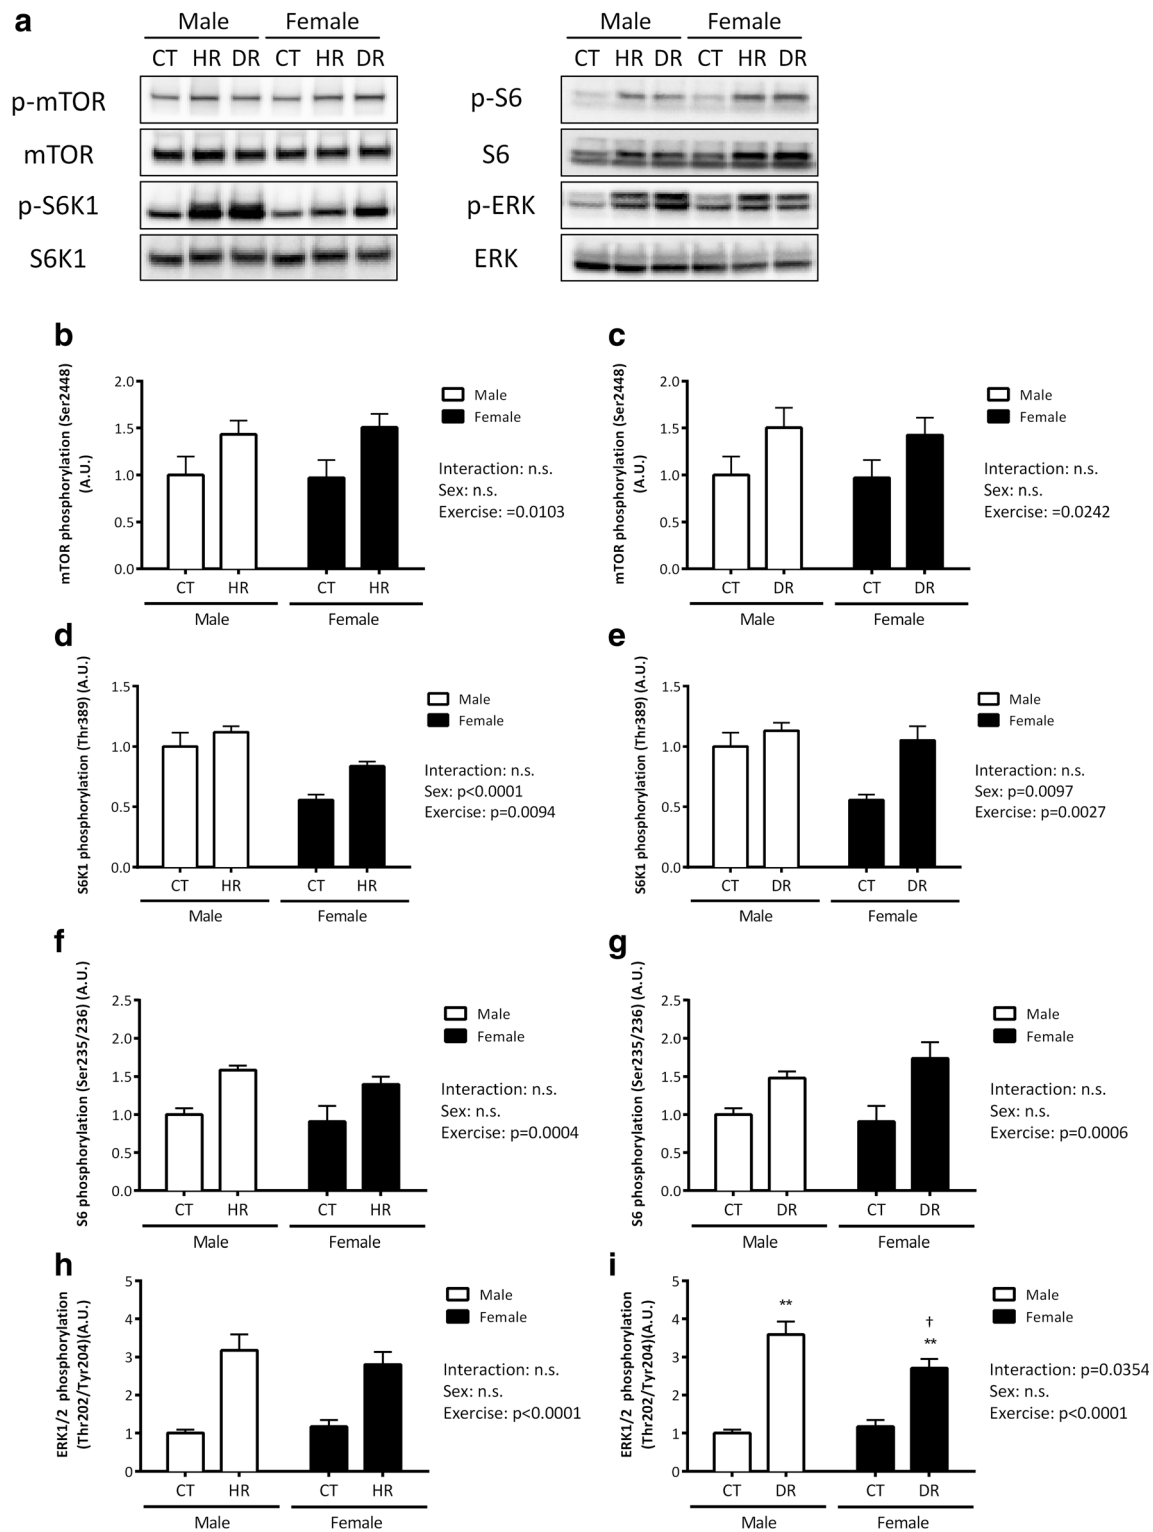 a
Male Female
CT HR DR CT HR DR
p-mTOR
mTOR
p-S6K1
S6K1
Male Female
CT HR DR CT HR DR
p-S6
S6
p-ERK
ERK
b
mTOR phosphorylation (Ser2448)
(A.U.)
2.0
1.5
1.0
0.5
0.0
CT HR CT HR
Male Female
Male
Female
Interaction: n.s.
Sex: n.s.
Exercise: =0.0103
c
mTOR phosphorylation (Ser2448)
(A.U.)
2.0
1.5
1.0
0.5
0.0
CT DR CT DR
Male Female
Male
Female
Interaction: n.s.
Sex: n.s.
Exercise: =0.0242
d
S6K1 phosphorylation (Thr389) (A.U.)
1.5
1.0
0.5
0.0
CT HR CT HR
Male Female
Male
Female
Interaction: n.s.
Sex: p<0.0001
Exercise: p=0.0094
e
S6K1 phosphorylation (Thr389) (A.U.)
1.5
1.0
0.5
0.0
CT DR CT DR
Male Female
Male
Female
Interaction: n.s.
Sex: p=0.0097
Exercise: p=0.0027
f
S6 phosphorylation (Ser235/236) (A.U.)
2.5
2.0
1.5
1.0
0.5
0.0
CT HR CT HR
Male Female
Male
Female
Interaction: n.s.
Sex: n.s.
Exercise: p=0.0004
g
S6 phosphorylation (Ser235/236) (A.U.)
2.5
2.0
1.5
1.0
0.5
0.0
CT DR CT DR
Male Female
Male
Female
Interaction: n.s.
Sex: n.s.
Exercise: p=0.0006
h
ERK1/2 phosphorylation
(Thr202/Tyr204)(A.U.)
5
4
3
2
1
0
CT HR CT HR
Male Female
Male
Female
Interaction: n.s.
Sex: n.s.
Exercise: p<0.0001
i
ERK1/2 phosphorylation
(Thr202/Tyr204)(A.U.)
5
4
3
2
1
0
**
†
**
CT DR CT DR
Male Female
Male
Female
Interaction: p=0.0354
Sex: n.s.
Exercise: p<0.0001